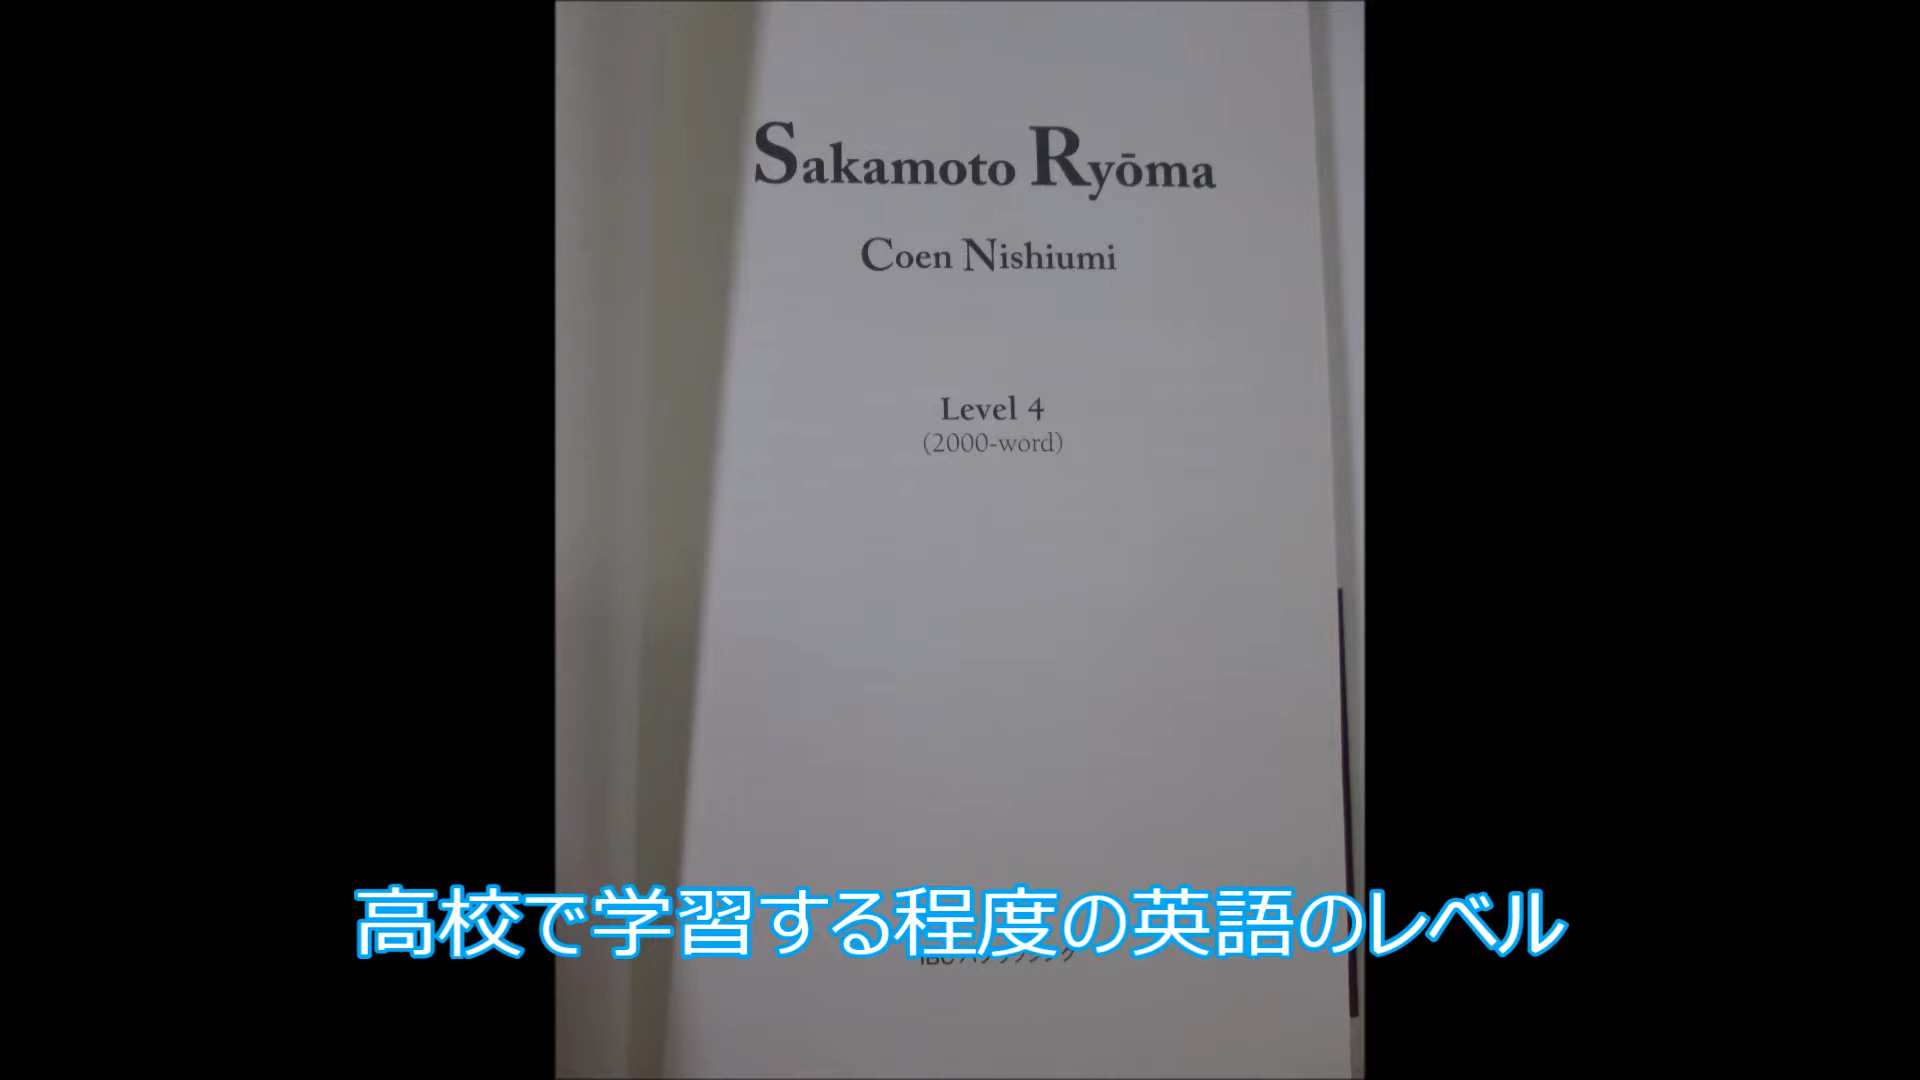 Sakamoto Ryōma
Coen Nishiumi
Level 4
(2000-word)
高校で学習する程度の英語のレベル